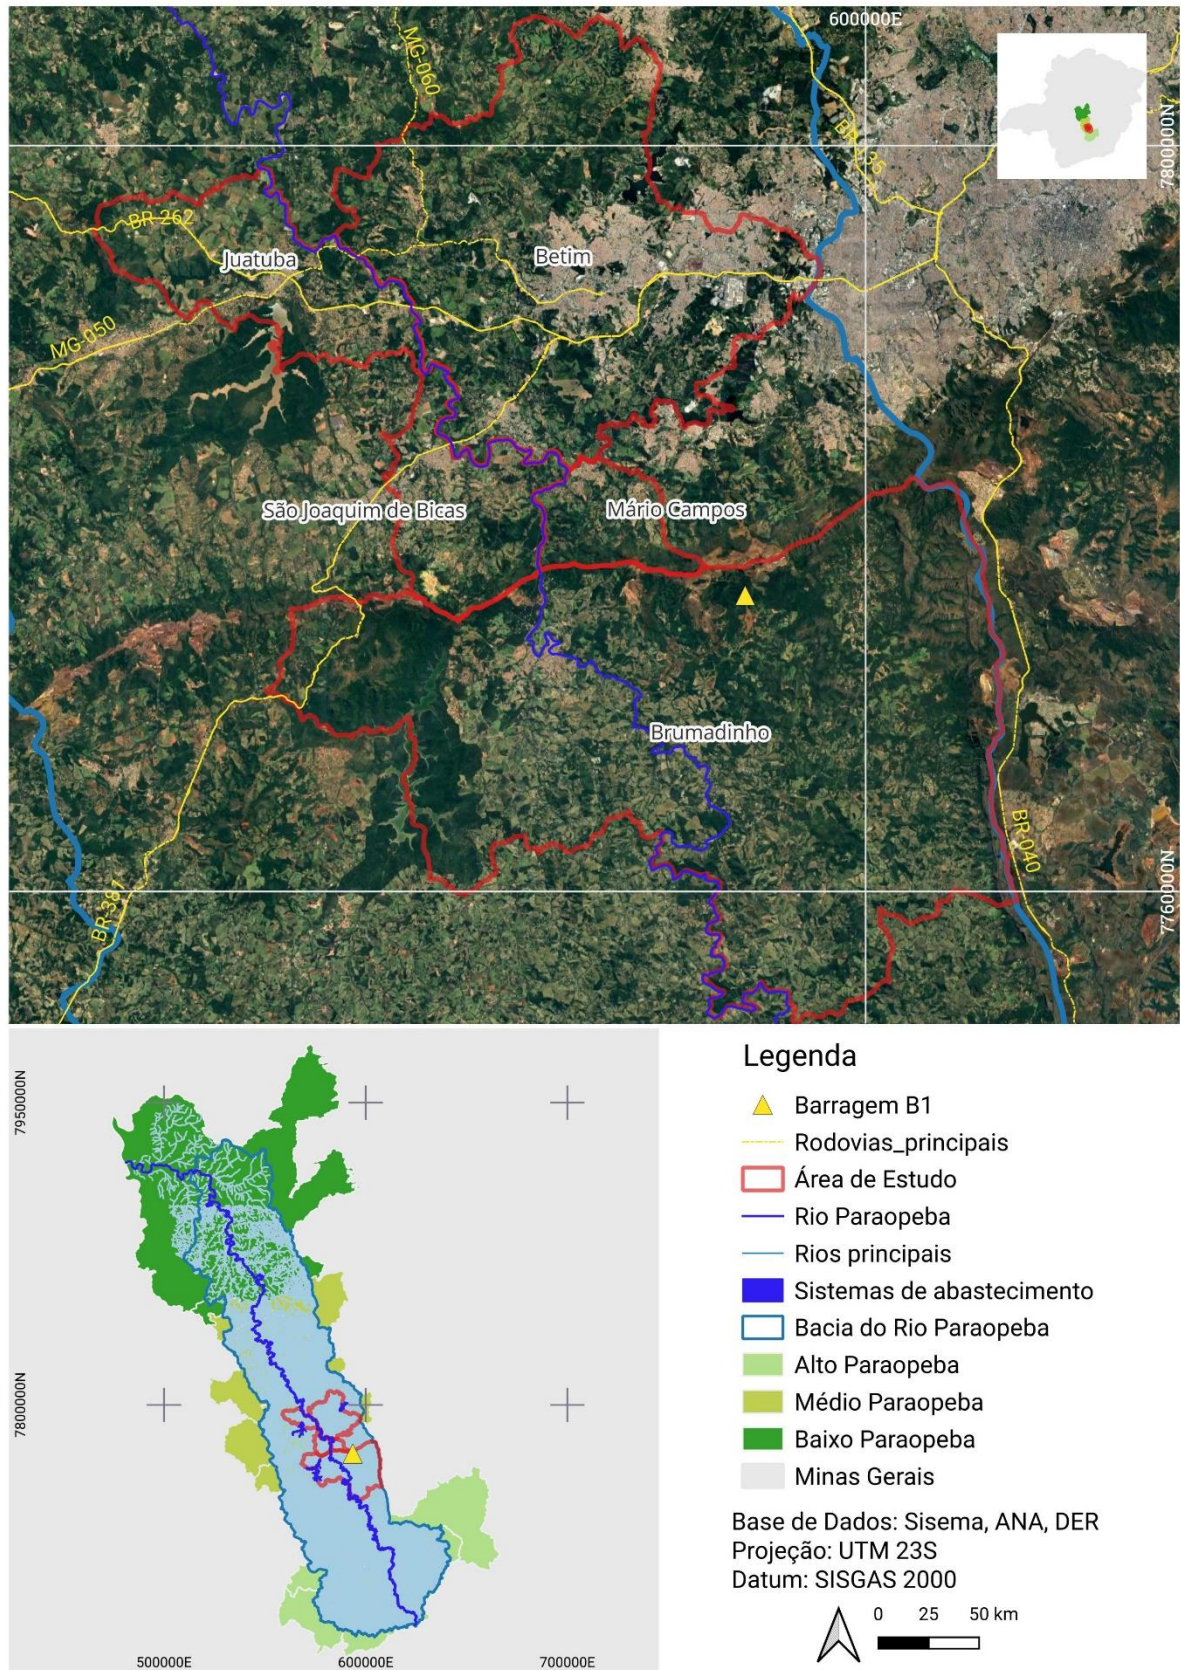 600000E
MG-060
BR-135
7800000N
BR 262
Juatuba
Betim
MG-050
São Joaquim de Bicas
Mário Campos
Brumadinho
BR-040
BR-381
7760000N
7950000N
7800000N
500000E
600000E
700000E
Legenda
Barragem B1
Rodovias_principais
Área de Estudo
Rio Paraopeba
Rios principais
Sistemas de abastecimento
Bacia do Rio Paraopeba
Alto Paraopeba
Médio Paraopeba
Baixo Paraopeba
Minas Gerais
Base de Dados: Sisema, ANA, DER
Projeção: UTM 23S
Datum: SISGAS 2000
0 25 50 km